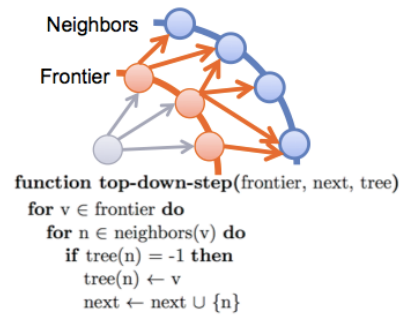 Neighbors
Frontier
function top-down-step(frontier, next, tree)
for v ∈ frontier do
for n ∈ neighbors(v) do
if tree(n) = -1 then
tree(n) ← v
next ← next ∪ {n}